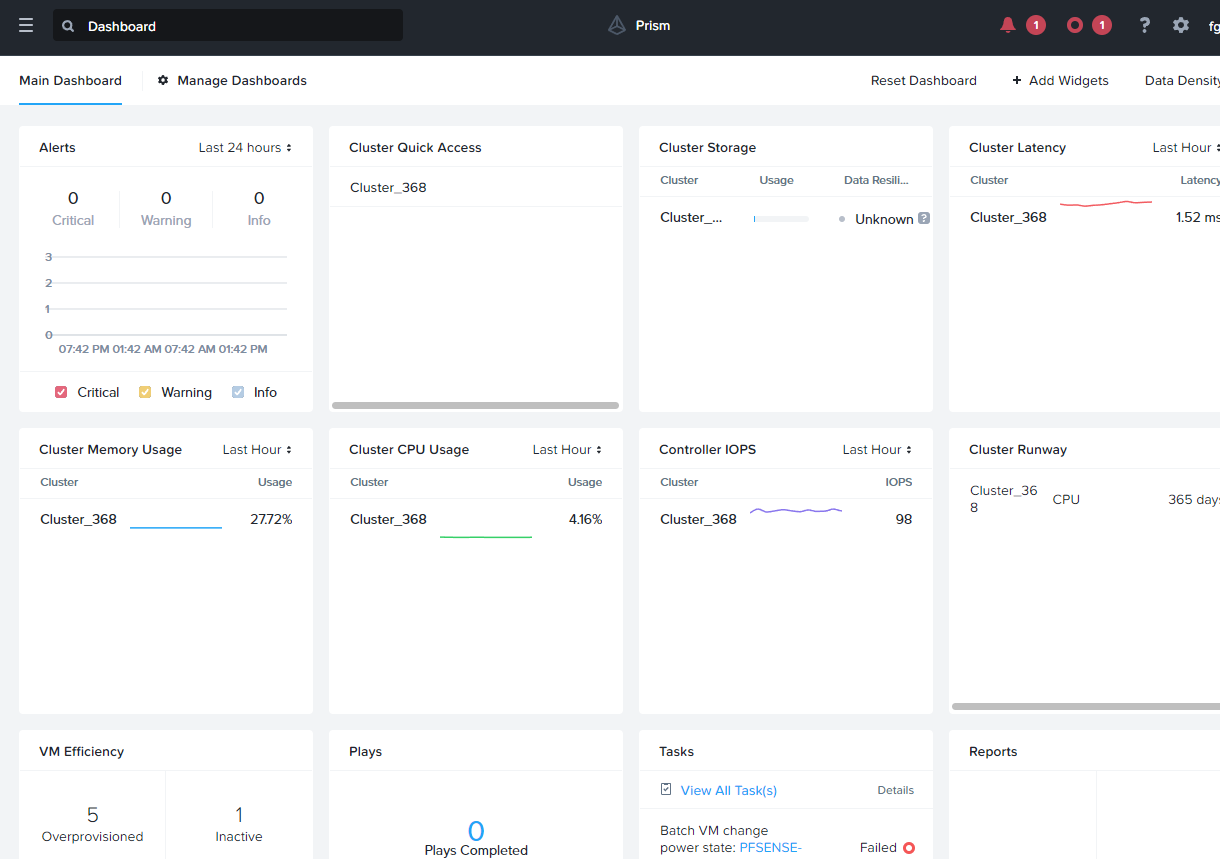 Dashboard
Prism
1
1
?
fg
Main Dashboard
Manage Dashboards
Reset Dashboard
+ Add Widgets
Data Density
Alerts
Last 24 hours
0
0
0
Critical
Warning
Info
3
2
1
0
07:42 PM 01:42 AM 07:42 AM 01:42 PM
Critical
Warning
Info
Cluster Quick Access
Cluster_368
Cluster Storage
Cluster Usage Data Resili...
Cluster_... Unknown ?
Cluster Latency
Last Hour
Cluster Latency
Cluster_368 1.52 ms
Cluster Memory Usage
Last Hour
Cluster Usage
Cluster_368 27.72%
Cluster CPU Usage
Last Hour
Cluster Usage
Cluster_368 4.16%
Controller IOPS
Last Hour
Cluster IOPS
Cluster_368 98
Cluster Runway
Cluster_36
8
CPU
365 days
VM Efficiency
5
Overprovisioned
1
Inactive
Plays
0
Plays Completed
Tasks
View All Task(s)
Details
Batch VM change
power state: PFSENSE-
Failed
Reports